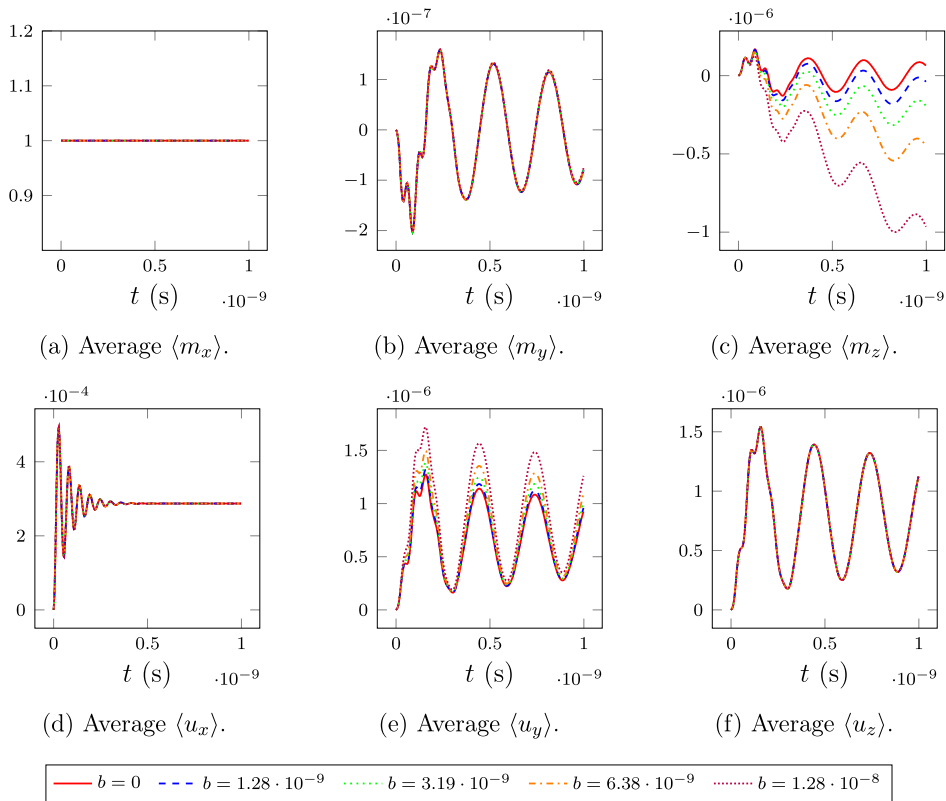 ·10⁻⁷
·10⁻⁶
1.2
1.1
1
0.9
1
0
−1
−2
0
−0.5
−1
0 0.5 1
0 0.5 1
0 0.5 1
t (s) ·10⁻⁹
t (s) ·10⁻⁹
t (s) ·10⁻⁹
(a) Average ⟨mₓ⟩.
(b) Average ⟨m_y⟩.
(c) Average ⟨m_z⟩.
·10⁻⁴
·10⁻⁶
·10⁻⁶
4
2
0
1.5
1
0.5
0
1.5
1
0.5
0
0 0.5 1
0 0.5 1
0 0.5 1
t (s) ·10⁻⁹
t (s) ·10⁻⁹
t (s) ·10⁻⁹
(d) Average ⟨uₓ⟩.
(e) Average ⟨u_y⟩.
(f) Average ⟨u_z⟩.
b = 0 b = 1.28 · 10⁻⁹ b = 3.19 · 10⁻⁹ b = 6.38 · 10⁻⁹ b = 1.28 · 10⁻⁸